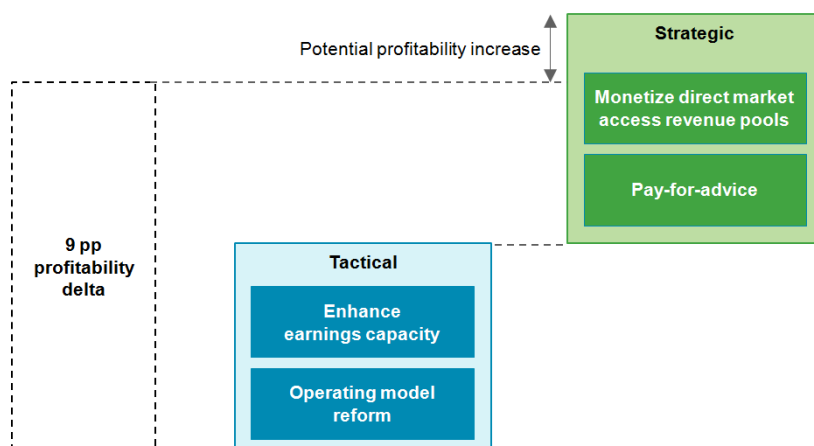 Potential profitability increase
Strategic
Monetize direct market
access revenue pools
Pay-for-advice
9 pp
profitability
delta
Tactical
Enhance
earnings capacity
Operating model
reform